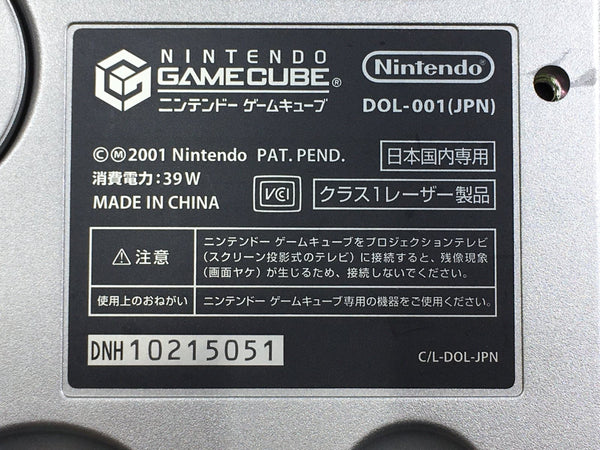 NINTENDO
GAMECUBE®
ニンテンドー ゲームキューブ
Nintendo®
DOL-001(JPN)
©Ⓜ2001 Nintendo PAT. PEND.
日本国内専用
消費電力:39W
MADE IN CHINA
VCI
クラス1レーザー製品
⚠注意
ニンテンドー ゲームキューブをプロジェクションテレビ
(スクリーン投影式のテレビ)に接続すると、残像現象
(画面ヤケ)が生じるため、接続しないでください。
使用上のおねがい
ニンテンドー ゲームキューブ専用の機器をご使用ください。
DNH10215051
C/L-DOL-JPN